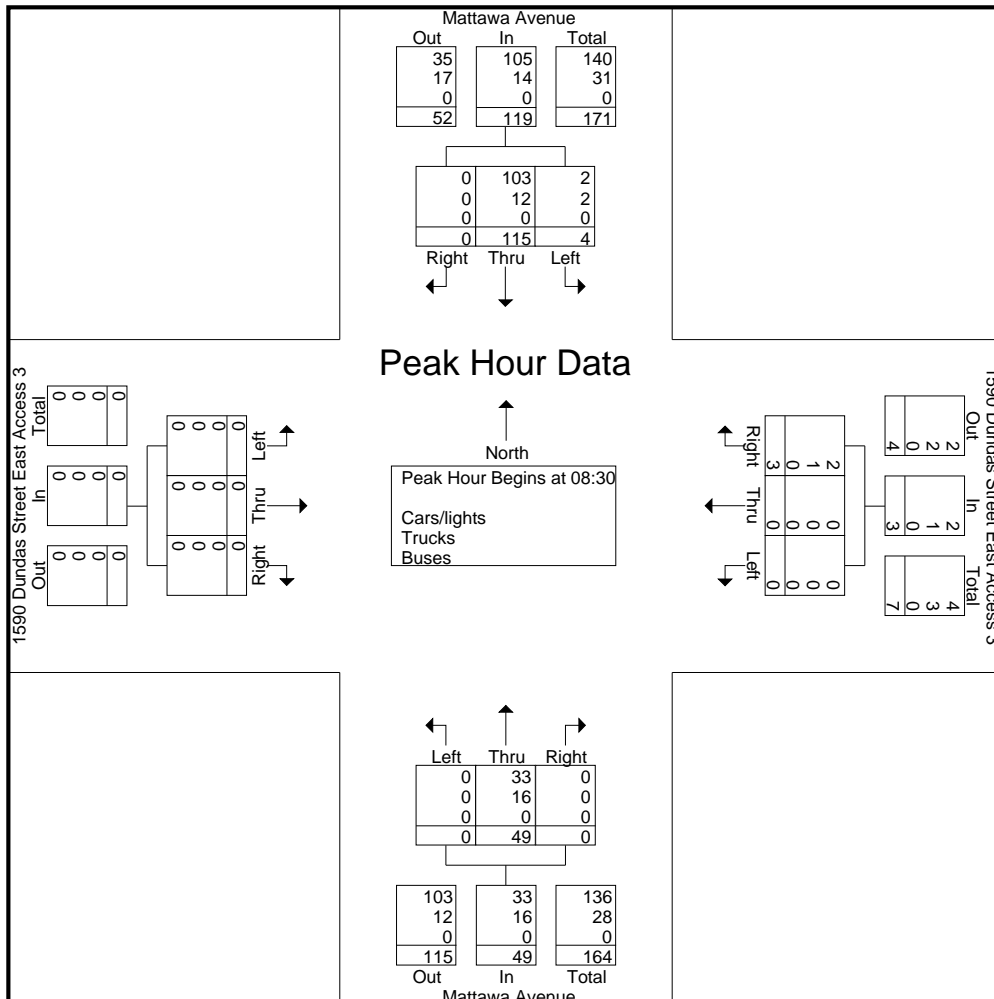 Mattawa Avenue
Out In Total
35 105 140
17 14 31
0 0 0
52 119 171
0 103 2
0 12 2
0 0 0
0 115 4
Right Thru Left
Peak Hour Data
North
Peak Hour Begins at 08:30
Cars/lights
Trucks
Buses
1590 Dundas Street East Access 3
Total
0 0 0 0
In
0 0 0 0
Out
0 0 0 0
Left
0 0 0 0
Thru
0 0 0 0
Right
0 0 0 0
Right
2 1 0 3
Thru
0 0 0 0
Left
0 0 0 0
Out
2 2 0 4
In
2 1 0 3
Total
4 3 0 7
1590 Dundas Street East Access 3
Left Thru Right
0 33 0
0 16 0
0 0 0
0 49 0
103 33 136
12 16 28
0 0 0
115 49 164
Out In Total
Mattawa Avenue